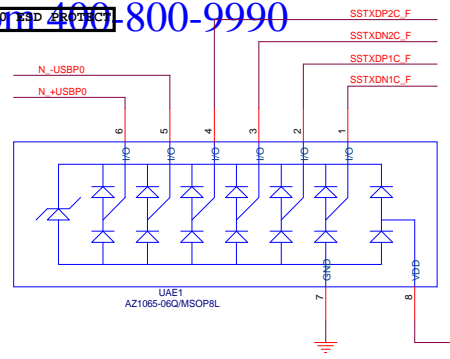 ESD PROTECT
m 400-800-9990
SSTXDP2C_F
SSTXDN2C_F
SSTXDP1C_F
SSTXDN1C_F
N_-USBP0
N_+USBP0
6 5 4 3 2 1
I/O I/O I/O I/O I/O I/O
GND VDD
UAE1
AZ1065-06Q/MSOP8L
7 8